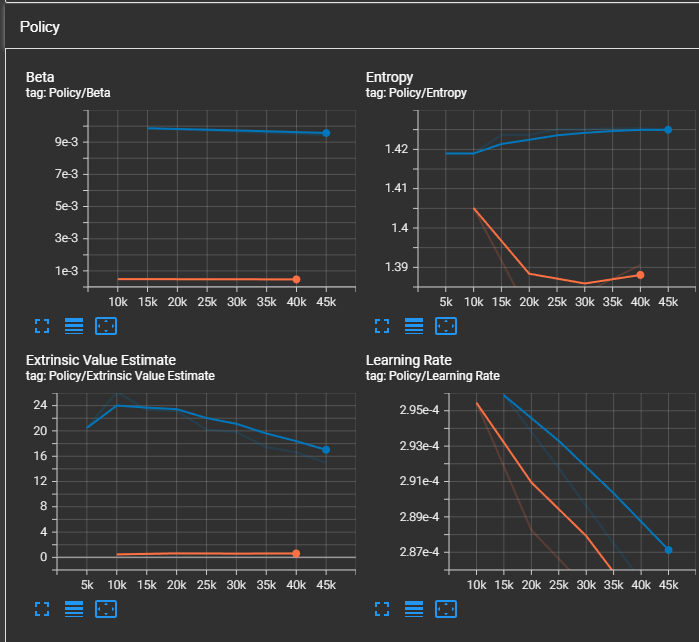 Policy
Beta
tag: Policy/Beta
9e-3
7e-3
5e-3
3e-3
1e-3
10k 15k 20k 25k 30k 35k 40k 45k
Entropy
tag: Policy/Entropy
1.42
1.41
1.4
1.39
5k 10k 15k 20k 25k 30k 35k 40k 45k
Extrinsic Value Estimate
tag: Policy/Extrinsic Value Estimate
24
20
16
12
8
4
0
5k 10k 15k 20k 25k 30k 35k 40k 45k
Learning Rate
tag: Policy/Learning Rate
2.95e-4
2.93e-4
2.91e-4
2.89e-4
2.87e-4
10k 15k 20k 25k 30k 35k 40k 45k